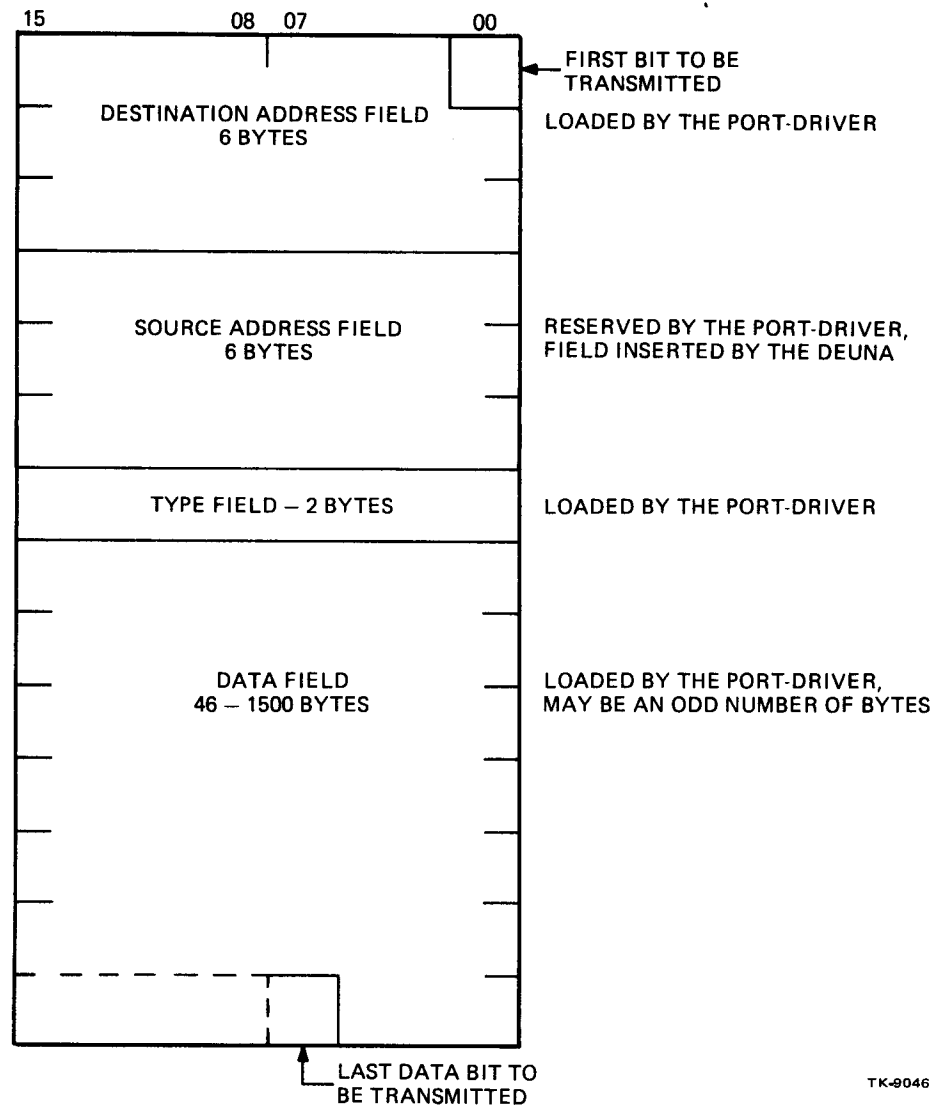 15 08 07 00
FIRST BIT TO BE
TRANSMITTED
DESTINATION ADDRESS FIELD
6 BYTES
LOADED BY THE PORT-DRIVER
SOURCE ADDRESS FIELD
6 BYTES
RESERVED BY THE PORT-DRIVER,
FIELD INSERTED BY THE DEUNA
TYPE FIELD – 2 BYTES
LOADED BY THE PORT-DRIVER
DATA FIELD
46 – 1500 BYTES
LOADED BY THE PORT-DRIVER,
MAY BE AN ODD NUMBER OF BYTES
LAST DATA BIT TO
BE TRANSMITTED
TK-9046